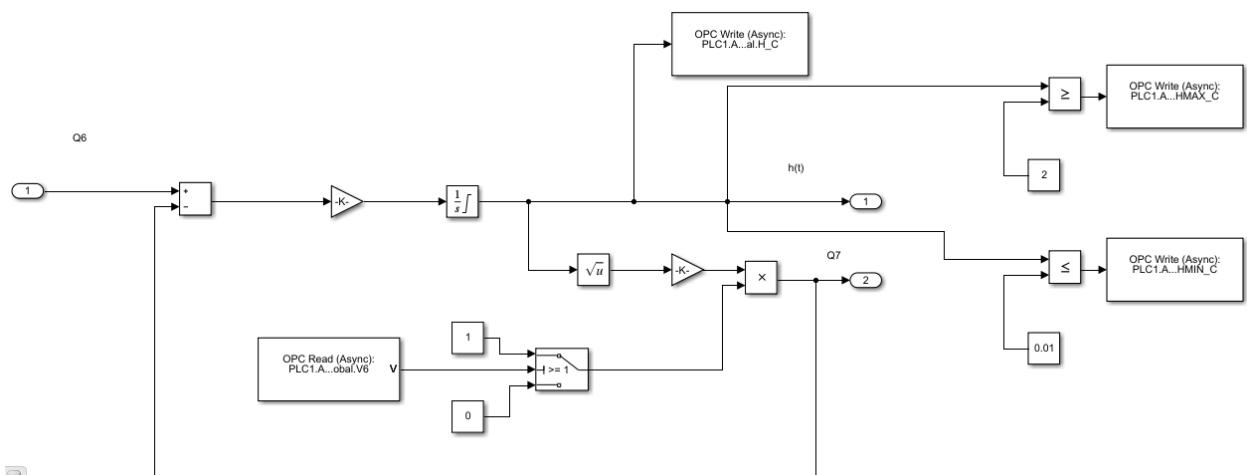 OPC Write (Async):
PLC1.A...al.H_C
OPC Write (Async):
PLC1.A...HMAX_C
≥
2
Q6
1
+
−
-K-
1
s
∫
h(t)
1
OPC Write (Async):
PLC1.A...HMIN_C
≤
0.01
√u
-K-
×
Q7
2
1
OPC Read (Async):
PLC1.A...obal.V6
V
>= 1
0